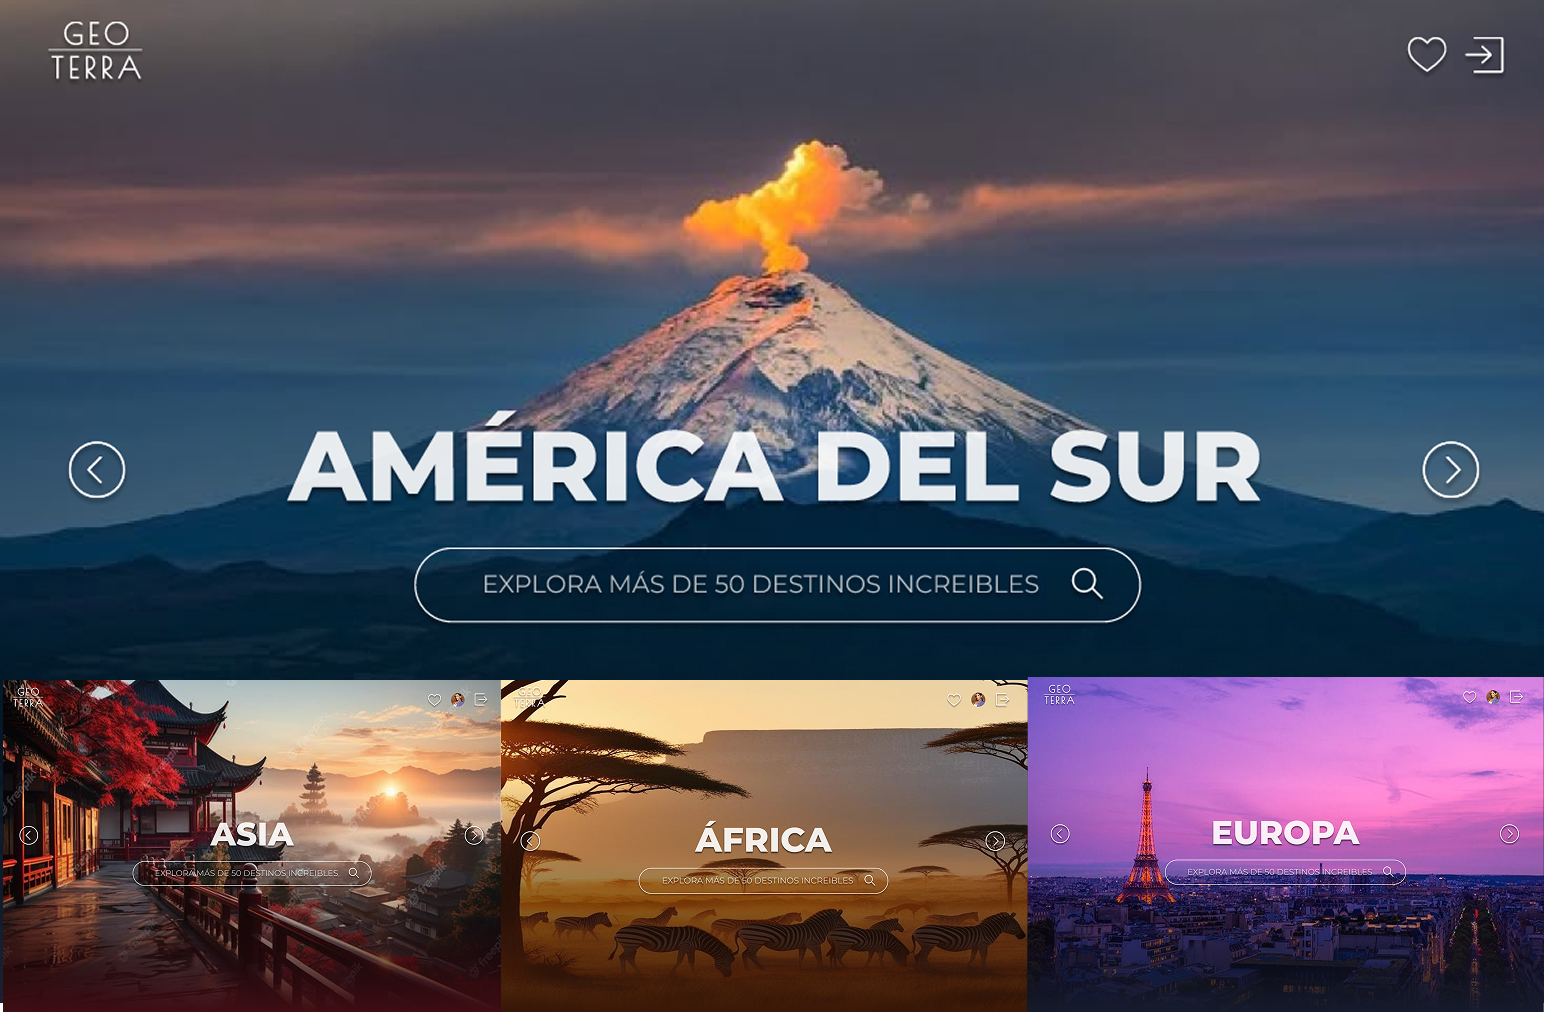 GEO
TERRA
AMÉRICA DEL SUR
EXPLORA MÁS DE 50 DESTINOS INCREIBLES
GEO
TERRA
ASIA
EXPLORA MÁS DE 50 DESTINOS INCREIBLES
GEO
TERRA
ÁFRICA
EXPLORA MÁS DE 50 DESTINOS INCREIBLES
GEO
TERRA
EUROPA
EXPLORA MÁS DE 50 DESTINOS INCREIBLES